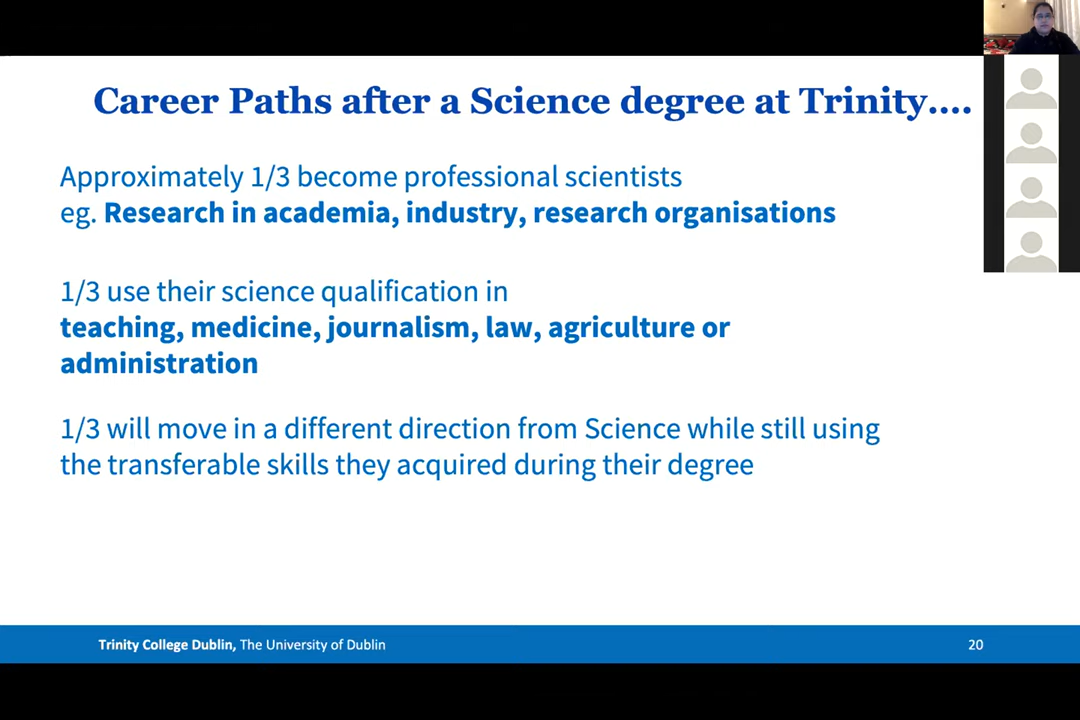 Career Paths after a Science degree at Trinity....
Approximately 1/3 become professional scientists
eg. Research in academia, industry, research organisations
1/3 use their science qualification in
teaching, medicine, journalism, law, agriculture or
administration
1/3 will move in a different direction from Science while still using
the transferable skills they acquired during their degree
Trinity College Dublin, The University of Dublin
20